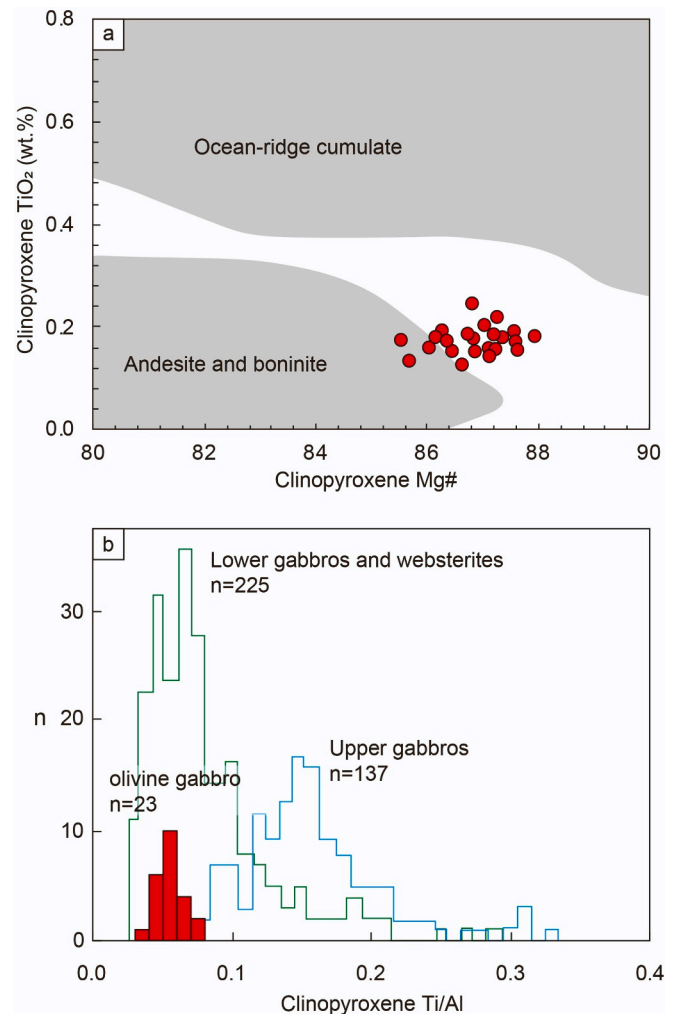 a
0.8
0.6
0.4
0.2
0.0
Clinopyroxene TiO₂ (wt.%)
Ocean-ridge cumulate
Andesite and boninite
80 82 84 86 88 90
Clinopyroxene Mg#
b
Lower gabbros and websterites
n=225
30
n 20
Upper gabbros
n=137
olivine gabbro
n=23
10
0
0.0 0.1 0.2 0.3 0.4
Clinopyroxene Ti/Al